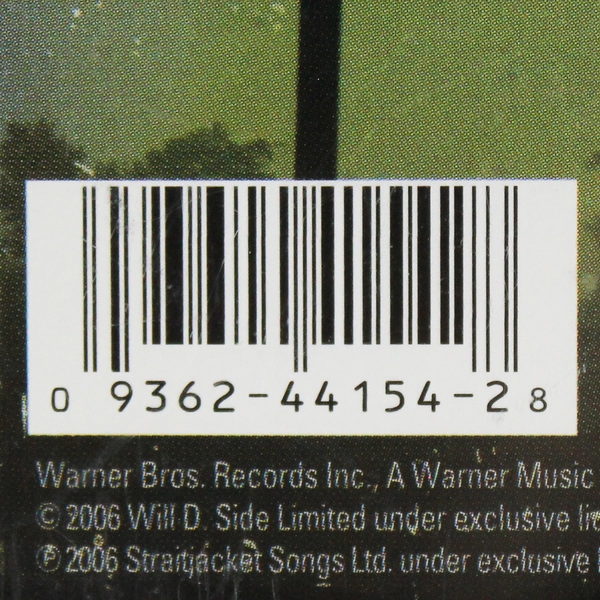 0 9362-44154-2 8
Warner Bros. Records Inc., A Warner Music
© 2006 Will D. Side Limited under exclusive
℗ 2006 Straitjacket Songs Ltd. under exclusive